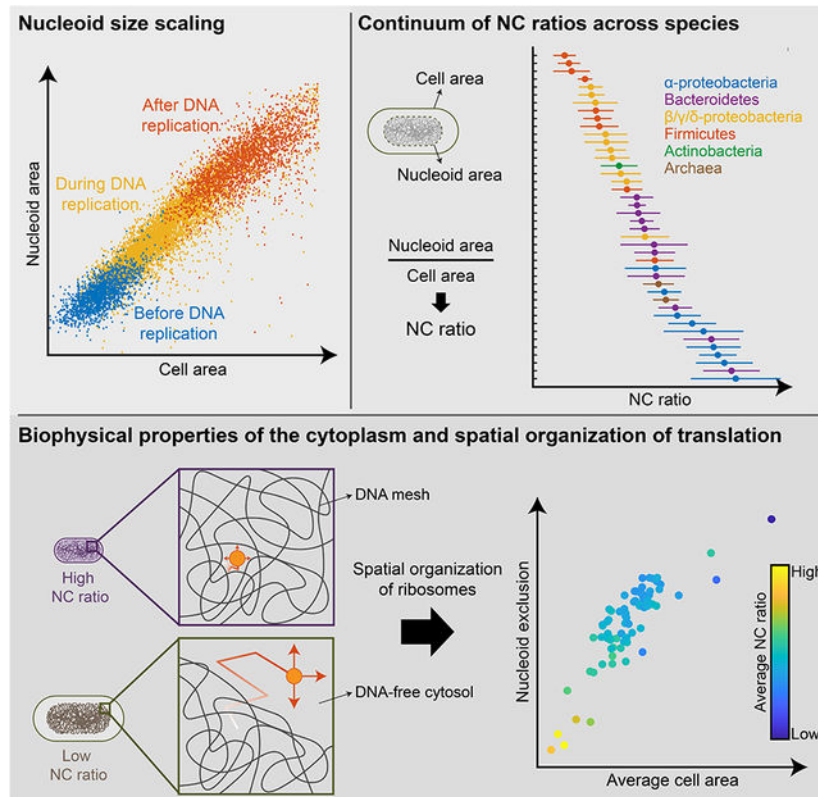 Nucleoid size scaling
Nucleoid area
After DNA
replication
During DNA
replication
Before DNA
replication
Cell area
Continuum of NC ratios across species
Cell area
Nucleoid area
Nucleoid area
Cell area
NC ratio
α-proteobacteria
Bacteroidetes
β/γ/δ-proteobacteria
Firmicutes
Actinobacteria
Archaea
NC ratio
Biophysical properties of the cytoplasm and spatial organization of translation
High
NC ratio
DNA mesh
Low
NC ratio
DNA-free cytosol
Spatial organization
of ribosomes
Nucleoid exclusion
Average cell area
Average NC ratio
High
Low